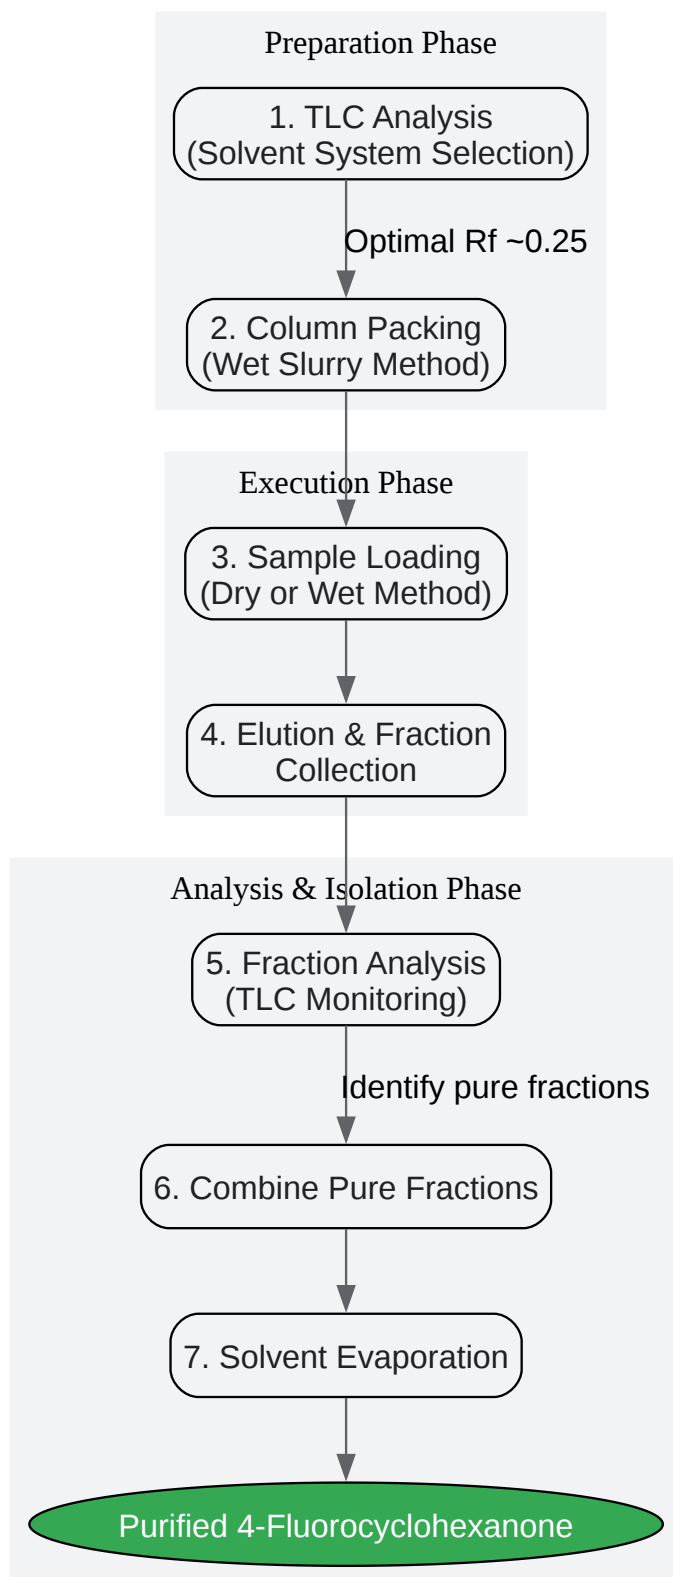 Preparation Phase
1. TLC Analysis
(Solvent System Selection)
Optimal Rf ~0.25
2. Column Packing
(Wet Slurry Method)
Execution Phase
3. Sample Loading
(Dry or Wet Method)
4. Elution & Fraction
Collection
Analysis & Isolation Phase
5. Fraction Analysis
(TLC Monitoring)
Identify pure fractions
6. Combine Pure Fractions
7. Solvent Evaporation
Purified 4-Fluorocyclohexanone